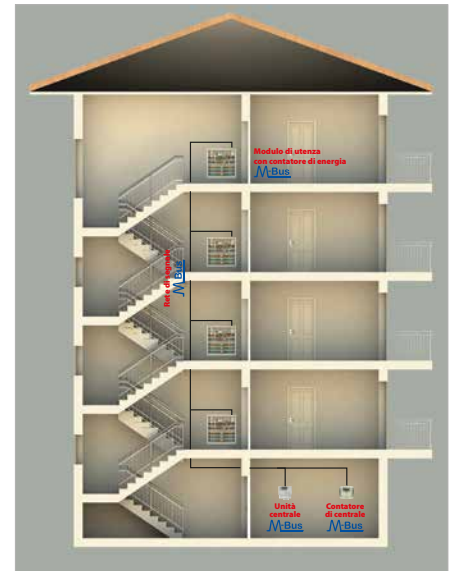 Modulo di utenza
con contatore di energia
M-Bus
Rete di segnale
M-Bus
Unità
centrale
M-Bus
Contatore
di centrale
M-Bus